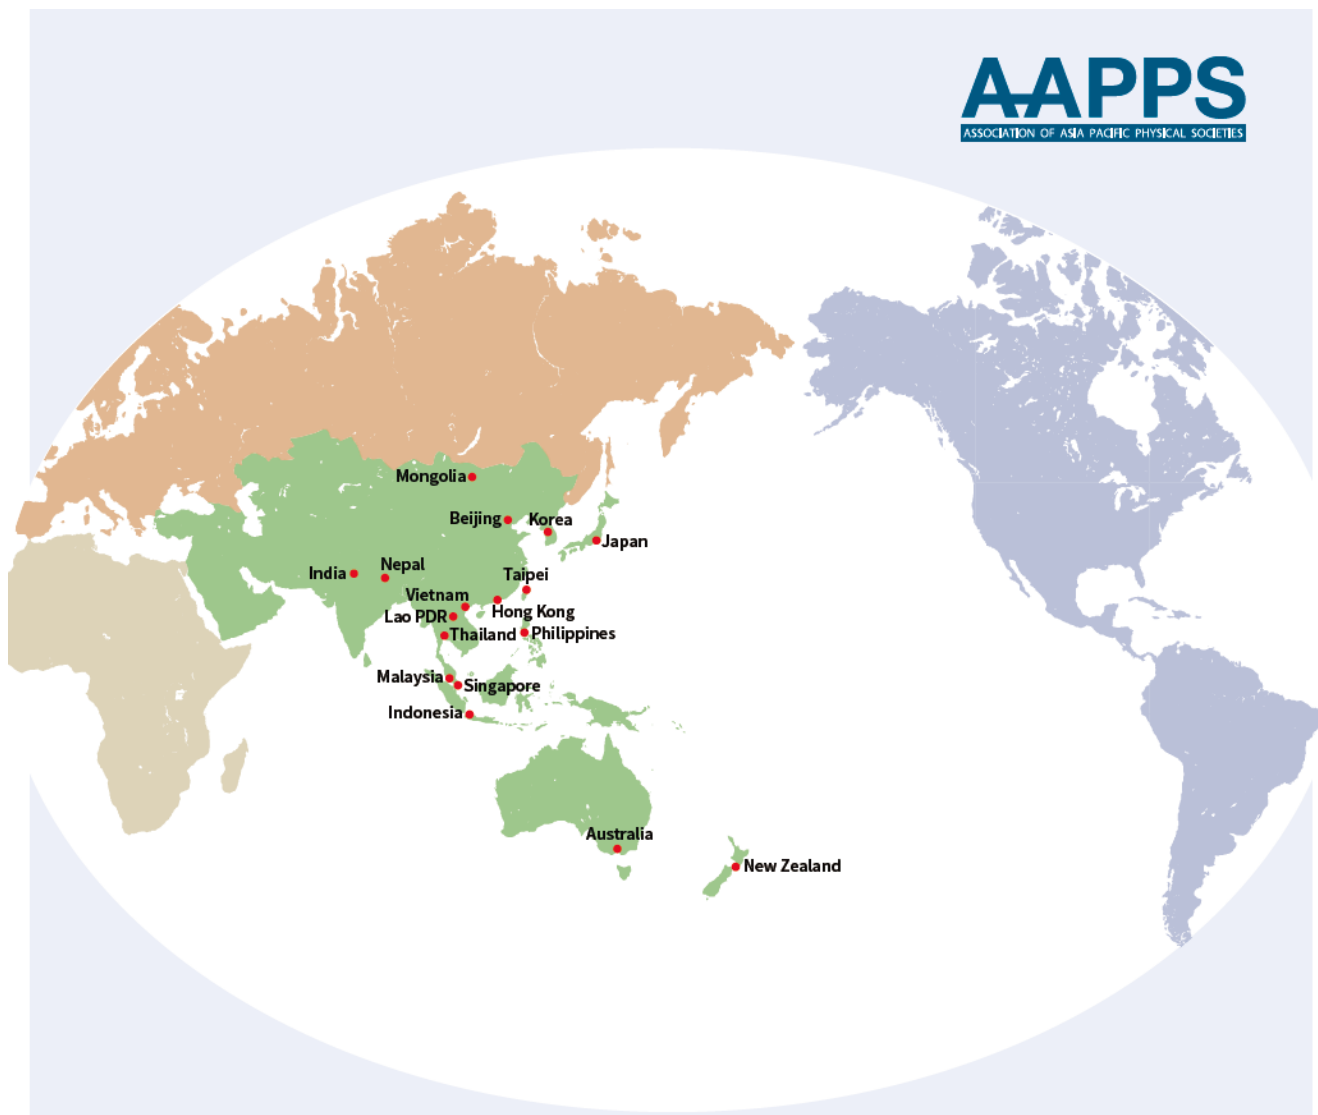 AAPPS
ASSOCIATION OF ASIA PACIFIC PHYSICAL SOCIETIES
Mongolia
Beijing
Korea
Japan
India
Nepal
Taipei
Vietnam
Hong Kong
Lao PDR
Thailand
Philippines
Malaysia
Singapore
Indonesia
Australia
New Zealand